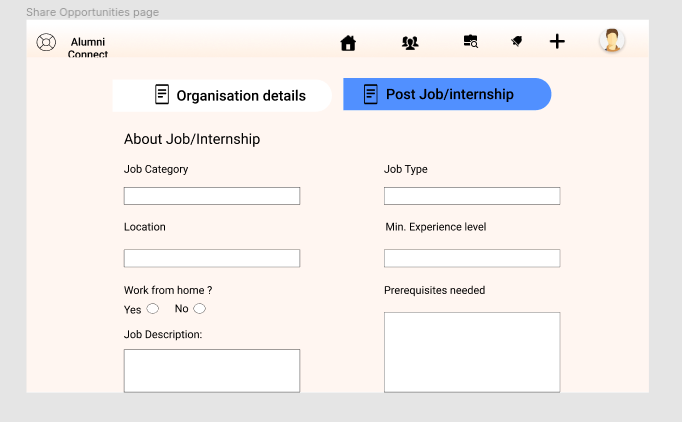 Share Opportunities page
Alumni
Connect
Organisation details
Post Job/internship
About Job/Internship
Job Category
Job Type
Location
Min. Experience level
Work from home ?
Prerequisites needed
Yes
No
Job Description: